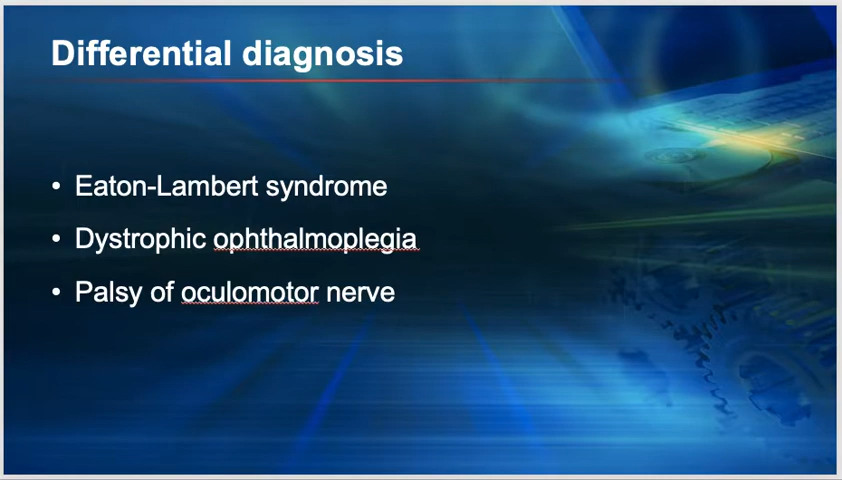 Differential diagnosis
• Eaton-Lambert syndrome
• Dystrophic ophthalmoplegia
• Palsy of oculomotor nerve